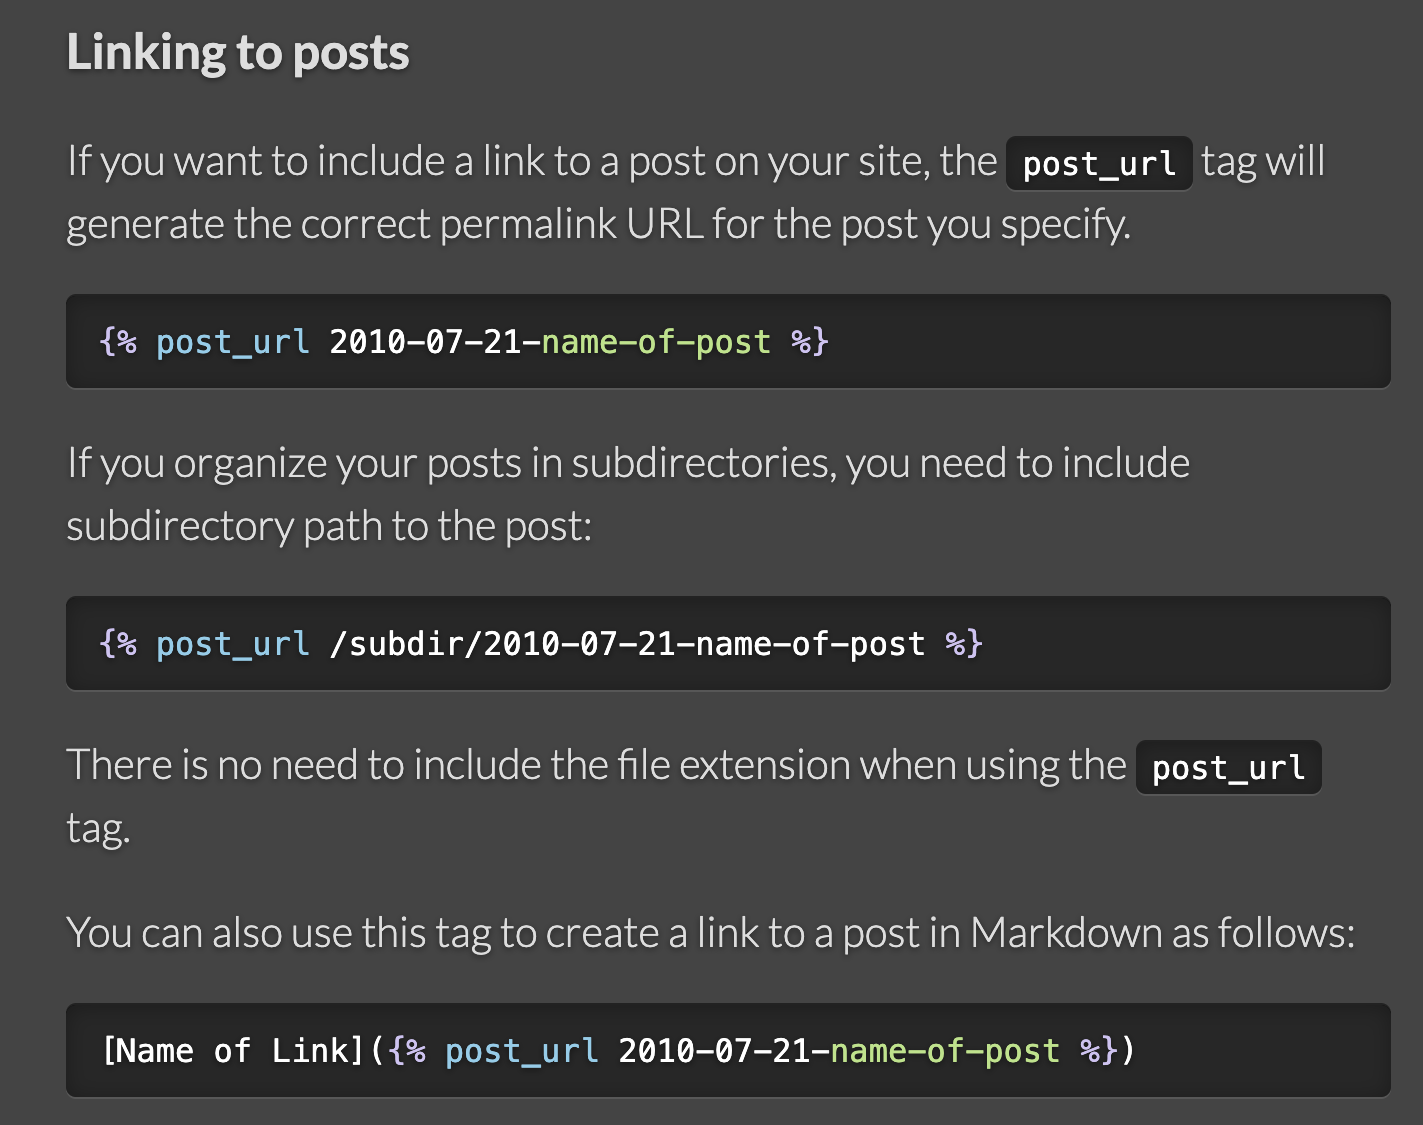 Linking to posts
If you want to include a link to a post on your site, the post_url tag will
generate the correct permalink URL for the post you specify.
{% post_url 2010-07-21-name-of-post %}
If you organize your posts in subdirectories, you need to include
subdirectory path to the post:
{% post_url /subdir/2010-07-21-name-of-post %}
There is no need to include the file extension when using the post_url
tag.
You can also use this tag to create a link to a post in Markdown as follows:
[Name of Link]({% post_url 2010-07-21-name-of-post %})